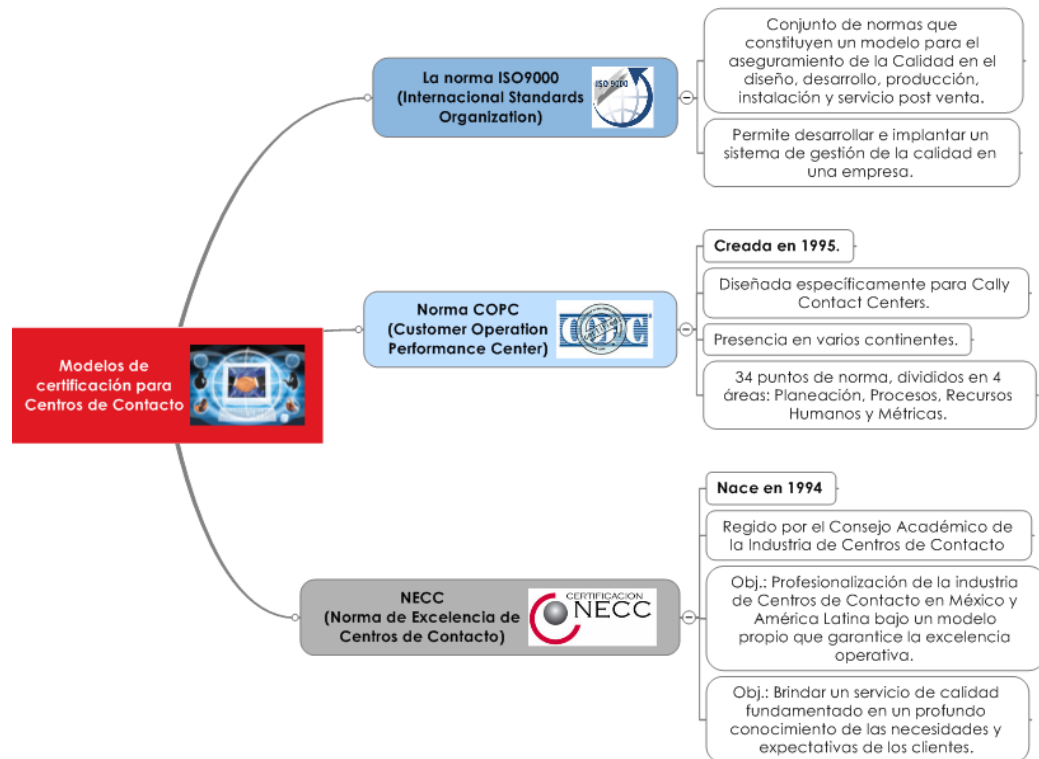 Modelos de
certificación para
Centros de Contacto
La norma ISO9000
(Internacional Standards
Organization)
ISO 9000
Conjunto de normas que
constituyen un modelo para el
aseguramiento de la Calidad en el
diseño, desarrollo, producción,
instalación y servicio post venta.
Permite desarrollar e implantar un
sistema de gestión de la calidad en
una empresa.
Norma COPC
(Customer Operation
Performance Center)
COPC
Creada en 1995.
Diseñada específicamente para Cally
Contact Centers.
Presencia en varios continentes.
34 puntos de norma, divididos en 4
áreas: Planeación, Procesos, Recursos
Humanos y Métricas.
NECC
(Norma de Excelencia de
Centros de Contacto)
CERTIFICACION
NECC
Nace en 1994
Regido por el Consejo Académico de
la Industria de Centros de Contacto
Obj.: Profesionalización de la industria
de Centros de Contacto en México y
América Latina bajo un modelo
propio que garantice la excelencia
operativa.
Obj.: Brindar un servicio de calidad
fundamentado en un profundo
conocimiento de las necesidades y
expectativas de los clientes.